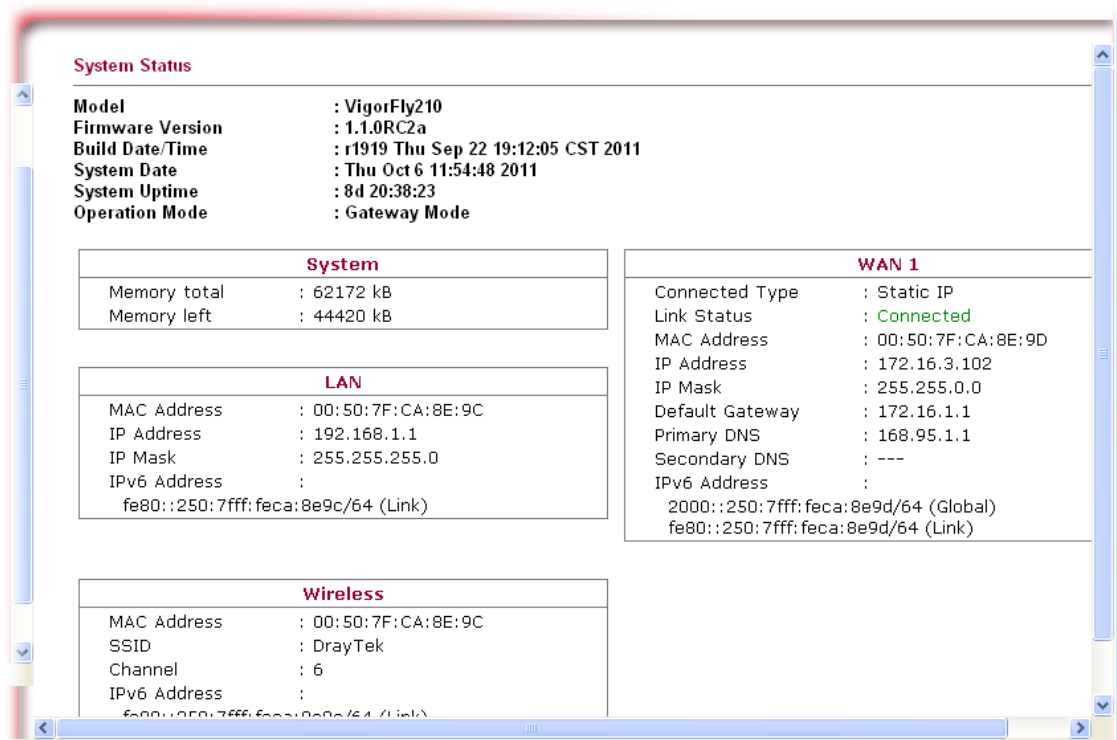 System Status
Model : VigorFly210
Firmware Version : 1.1.0RC2a
Build Date/Time : r1919 Thu Sep 22 19:12:05 CST 2011
System Date : Thu Oct 6 11:54:48 2011
System Uptime : 8d 20:38:23
Operation Mode : Gateway Mode
System
Memory total : 62172 kB
Memory left : 44420 kB
LAN
MAC Address : 00:50:7F:CA:8E:9C
IP Address : 192.168.1.1
IP Mask : 255.255.255.0
IPv6 Address :
fe80::250:7fff:feca:8e9c/64 (Link)
Wireless
MAC Address : 00:50:7F:CA:8E:9C
SSID : DrayTek
Channel : 6
IPv6 Address :
fe80::250:7fff:feca:8e9c/64 (Link)
WAN 1
Connected Type : Static IP
Link Status : Connected
MAC Address : 00:50:7F:CA:8E:9D
IP Address : 172.16.3.102
IP Mask : 255.255.0.0
Default Gateway : 172.16.1.1
Primary DNS : 168.95.1.1
Secondary DNS : ---
IPv6 Address :
2000::250:7fff:feca:8e9d/64 (Global)
fe80::250:7fff:feca:8e9d/64 (Link)